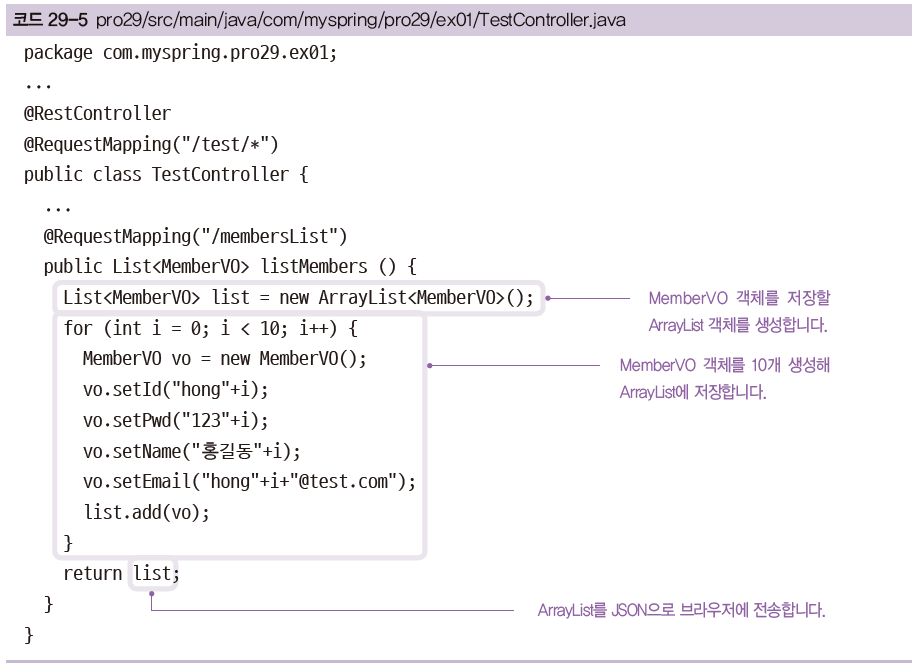 코드 29-5 pro29/src/main/java/com/myspring/pro29/ex01/TestController.java
package com.myspring.pro29.ex01;
...
@RestController
@RequestMapping("/test/*")
public class TestController {
...
@RequestMapping("/membersList")
public List<MemberVO> listMembers () {
List<MemberVO> list = new ArrayList<MemberVO>();
MemberVO 객체를 저장할
ArrayList 객체를 생성합니다.
for (int i = 0; i < 10; i++) {
MemberVO vo = new MemberVO();
MemberVO 객체를 10개 생성해
ArrayList에 저장합니다.
vo.setId("hong"+i);
vo.setPwd("123"+i);
vo.setName("홍길동"+i);
vo.setEmail("hong"+i+"@test.com");
list.add(vo);
}
return list;
}
ArrayList를 JSON으로 브라우저에 전송합니다.
}